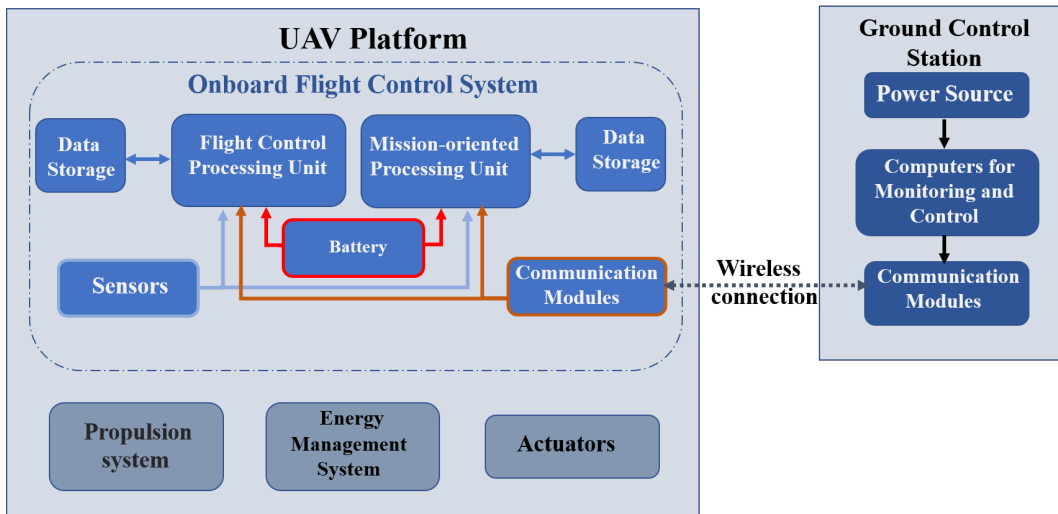 UAV Platform
Onboard Flight Control System
Data
Storage
Flight Control
Processing Unit
Mission-oriented
Processing Unit
Data
Storage
Battery
Sensors
Communication
Modules
Propulsion
system
Energy
Management
System
Actuators
Wireless
connection
Ground Control
Station
Power Source
Computers for
Monitoring and
Control
Communication
Modules